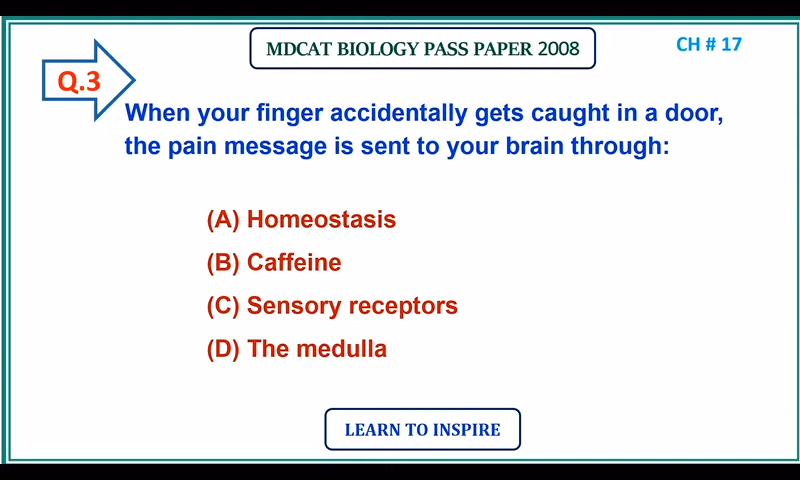 MDCAT BIOLOGY PASS PAPER 2008
CH # 17
Q.3
When your finger accidentally gets caught in a door,
the pain message is sent to your brain through:
(A) Homeostasis
(B) Caffeine
(C) Sensory receptors
(D) The medulla
LEARN TO INSPIRE